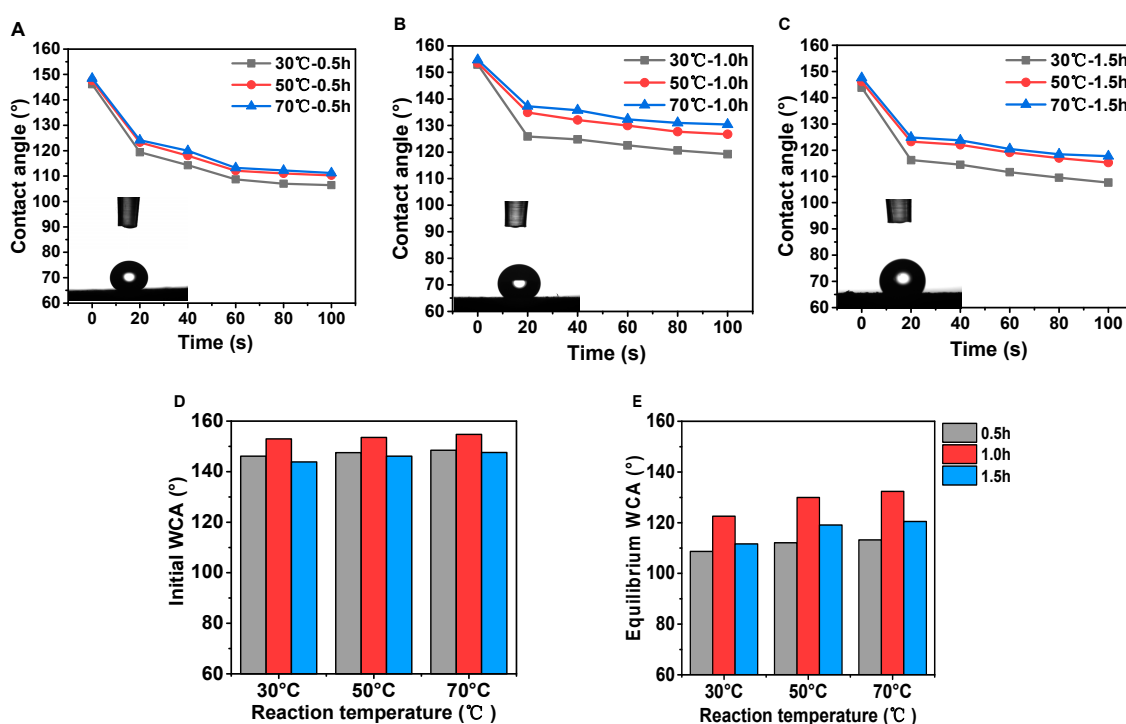 A
160
150
140
130
120
110
100
90
80
70
60
Contact angle (°)
30℃-0.5h
50℃-0.5h
70℃-0.5h
0 20 40 60 80 100
Time (s)
B
160
150
140
130
120
110
100
90
80
70
60
Contact angle (°)
30℃-1.0h
50℃-1.0h
70℃-1.0h
0 20 40 60 80 100
Time (s)
C
160
150
140
130
120
110
100
90
80
70
60
Contact angle (°)
30℃-1.5h
50℃-1.5h
70℃-1.5h
0 20 40 60 80 100
Time (s)
D
160
140
120
100
80
60
Initial WCA (°)
30°C 50°C 70°C
Reaction temperature (℃)
E
160
140
120
100
80
60
Equilibrium WCA (°)
30°C 50°C 70°C
Reaction temperature (℃)
0.5h
1.0h
1.5h